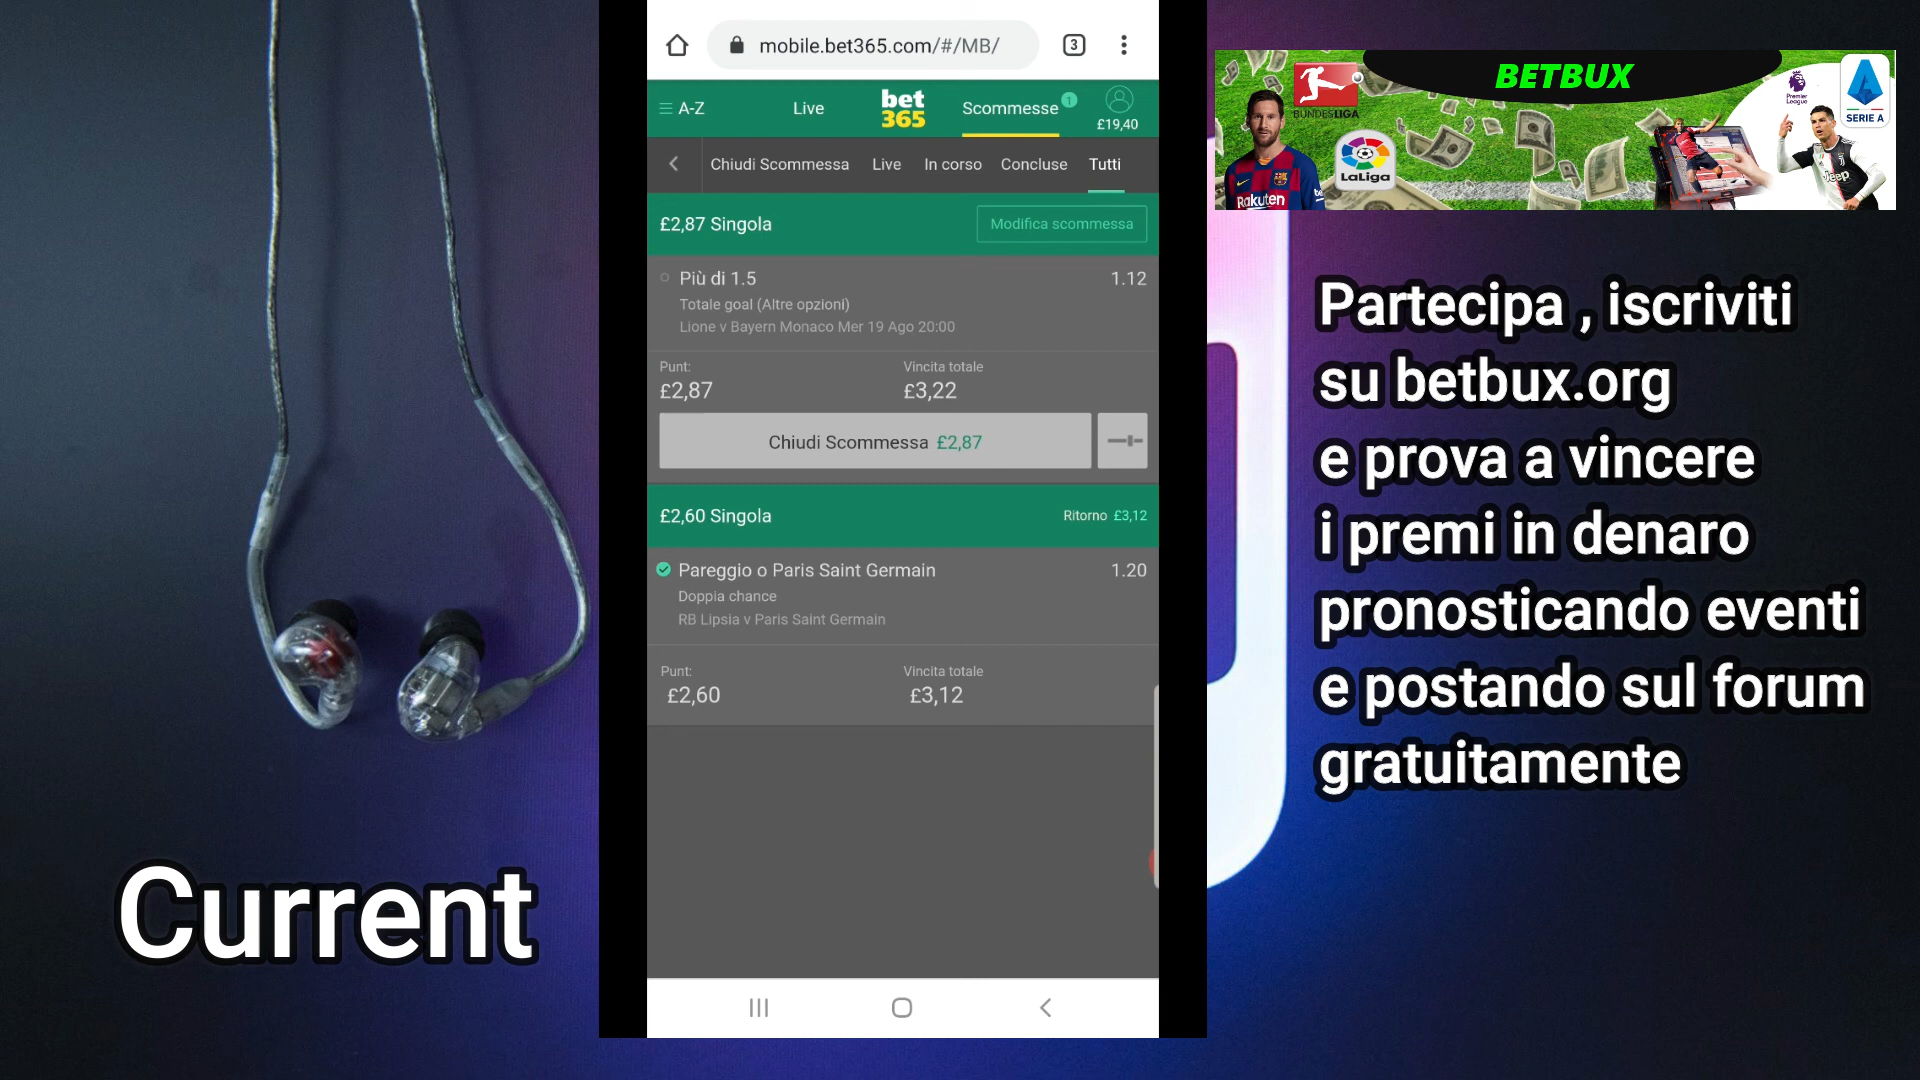 mobile.bet365.com/#/MB/
3
A-Z
Live
bet
365
Scommesse
1
£19,40
Chiudi Scommessa
Live
In corso
Concluse
Tutti
£2,87 Singola
Modifica scommessa
Più di 1.5
1.12
Totale goal (Altre opzioni)
Lione v Bayern Monaco Mer 19 Ago 20:00
Punt:
Vincita totale
£2,87
£3,22
Chiudi Scommessa £2,87
£2,60 Singola
Ritorno £3,12
Pareggio o Paris Saint Germain
1.20
Doppia chance
RB Lipsia v Paris Saint Germain
Punt:
Vincita totale
£2,60
£3,12
Current
BETBUX
BUNDESLIGA
LaLiga
Rakuten
Premier
League
SERIE A
Jeep
Partecipa , iscriviti
su betbux.org
e prova a vincere
i premi in denaro
pronosticando eventi
e postando sul forum
gratuitamente